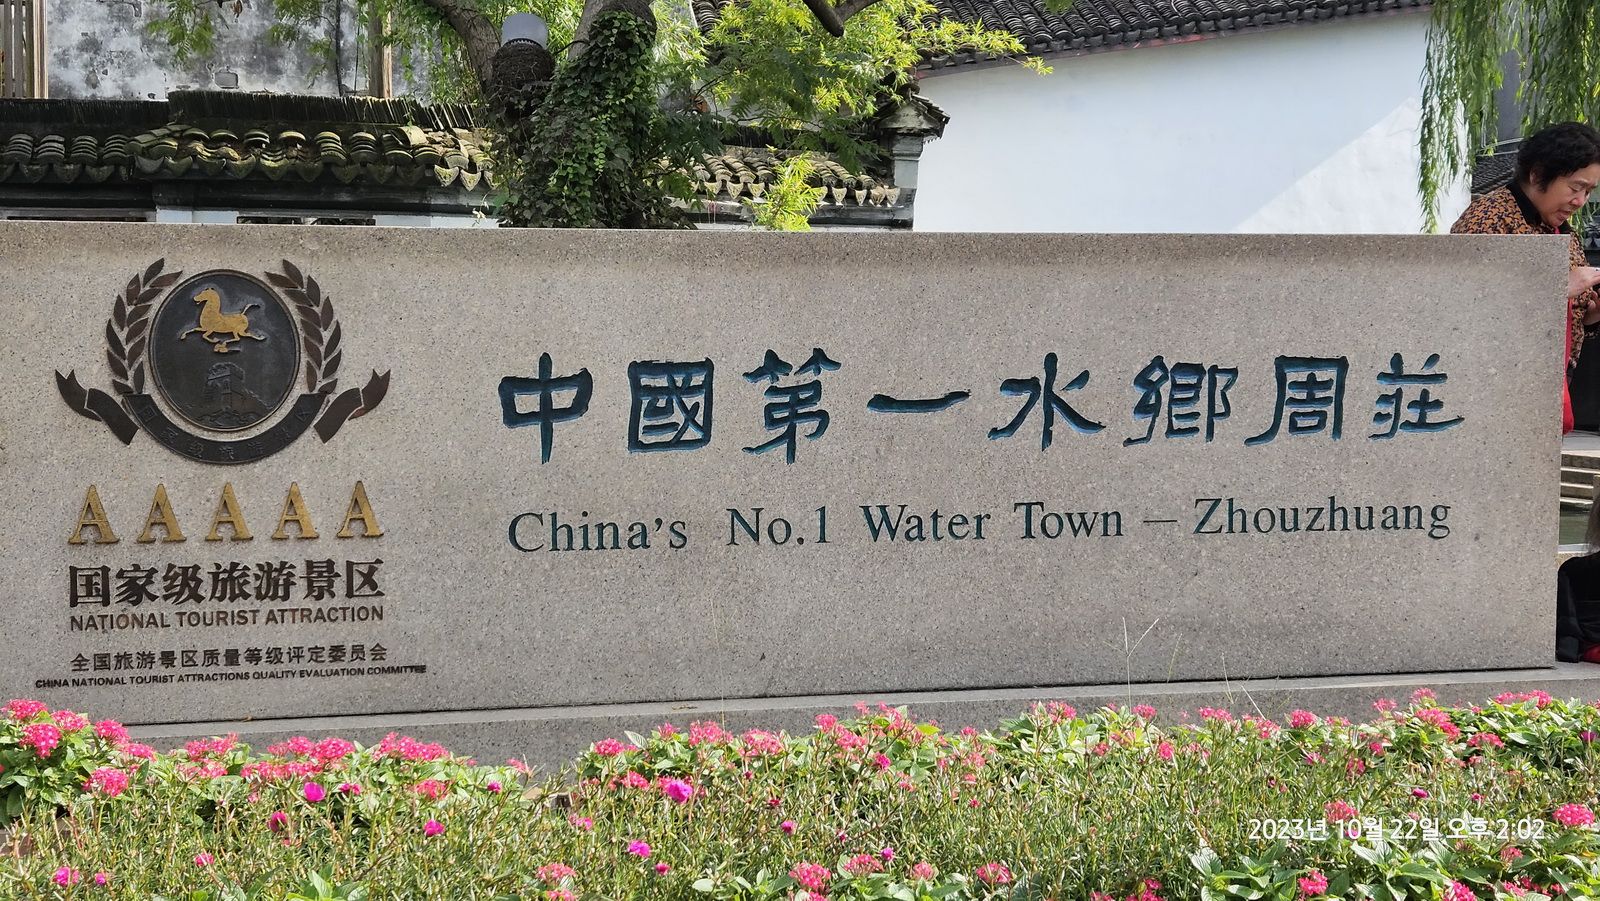 AAAAA
国家级旅游景区
NATIONAL TOURIST ATTRACTION
全国旅游景区质量等级评定委员会
CHINA NATIONAL TOURIST ATTRACTIONS QUALITY EVALUATION COMMITTEE
中國第一水鄉周莊
China's No.1 Water Town – Zhouzhuang
2023년 10월 22일 오후 2:02